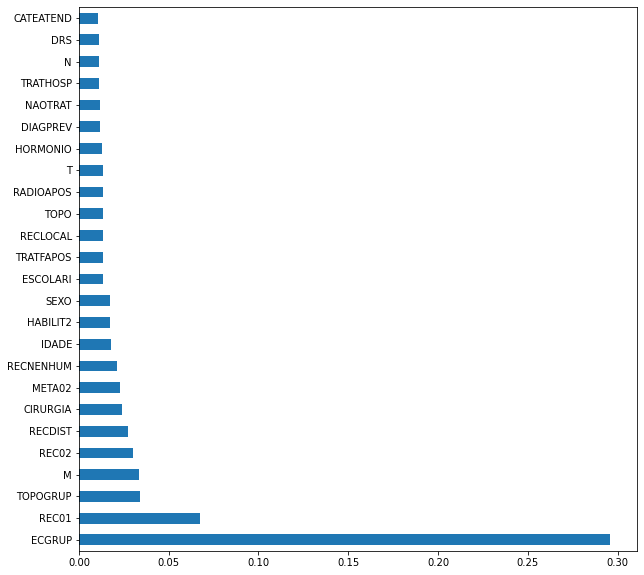 CATEATEND
DRS
N
TRATHOSP
NAOTRAT
DIAGPREV
HORMONIO
T
RADIOAPOS
TOPO
RECLOCAL
TRATFAPOS
ESCOLARI
SEXO
HABILIT2
IDADE
RECNENHUM
META02
CIRURGIA
RECDIST
REC02
M
TOPOGRUP
REC01
ECGRUP
0.00 0.05 0.10 0.15 0.20 0.25 0.30